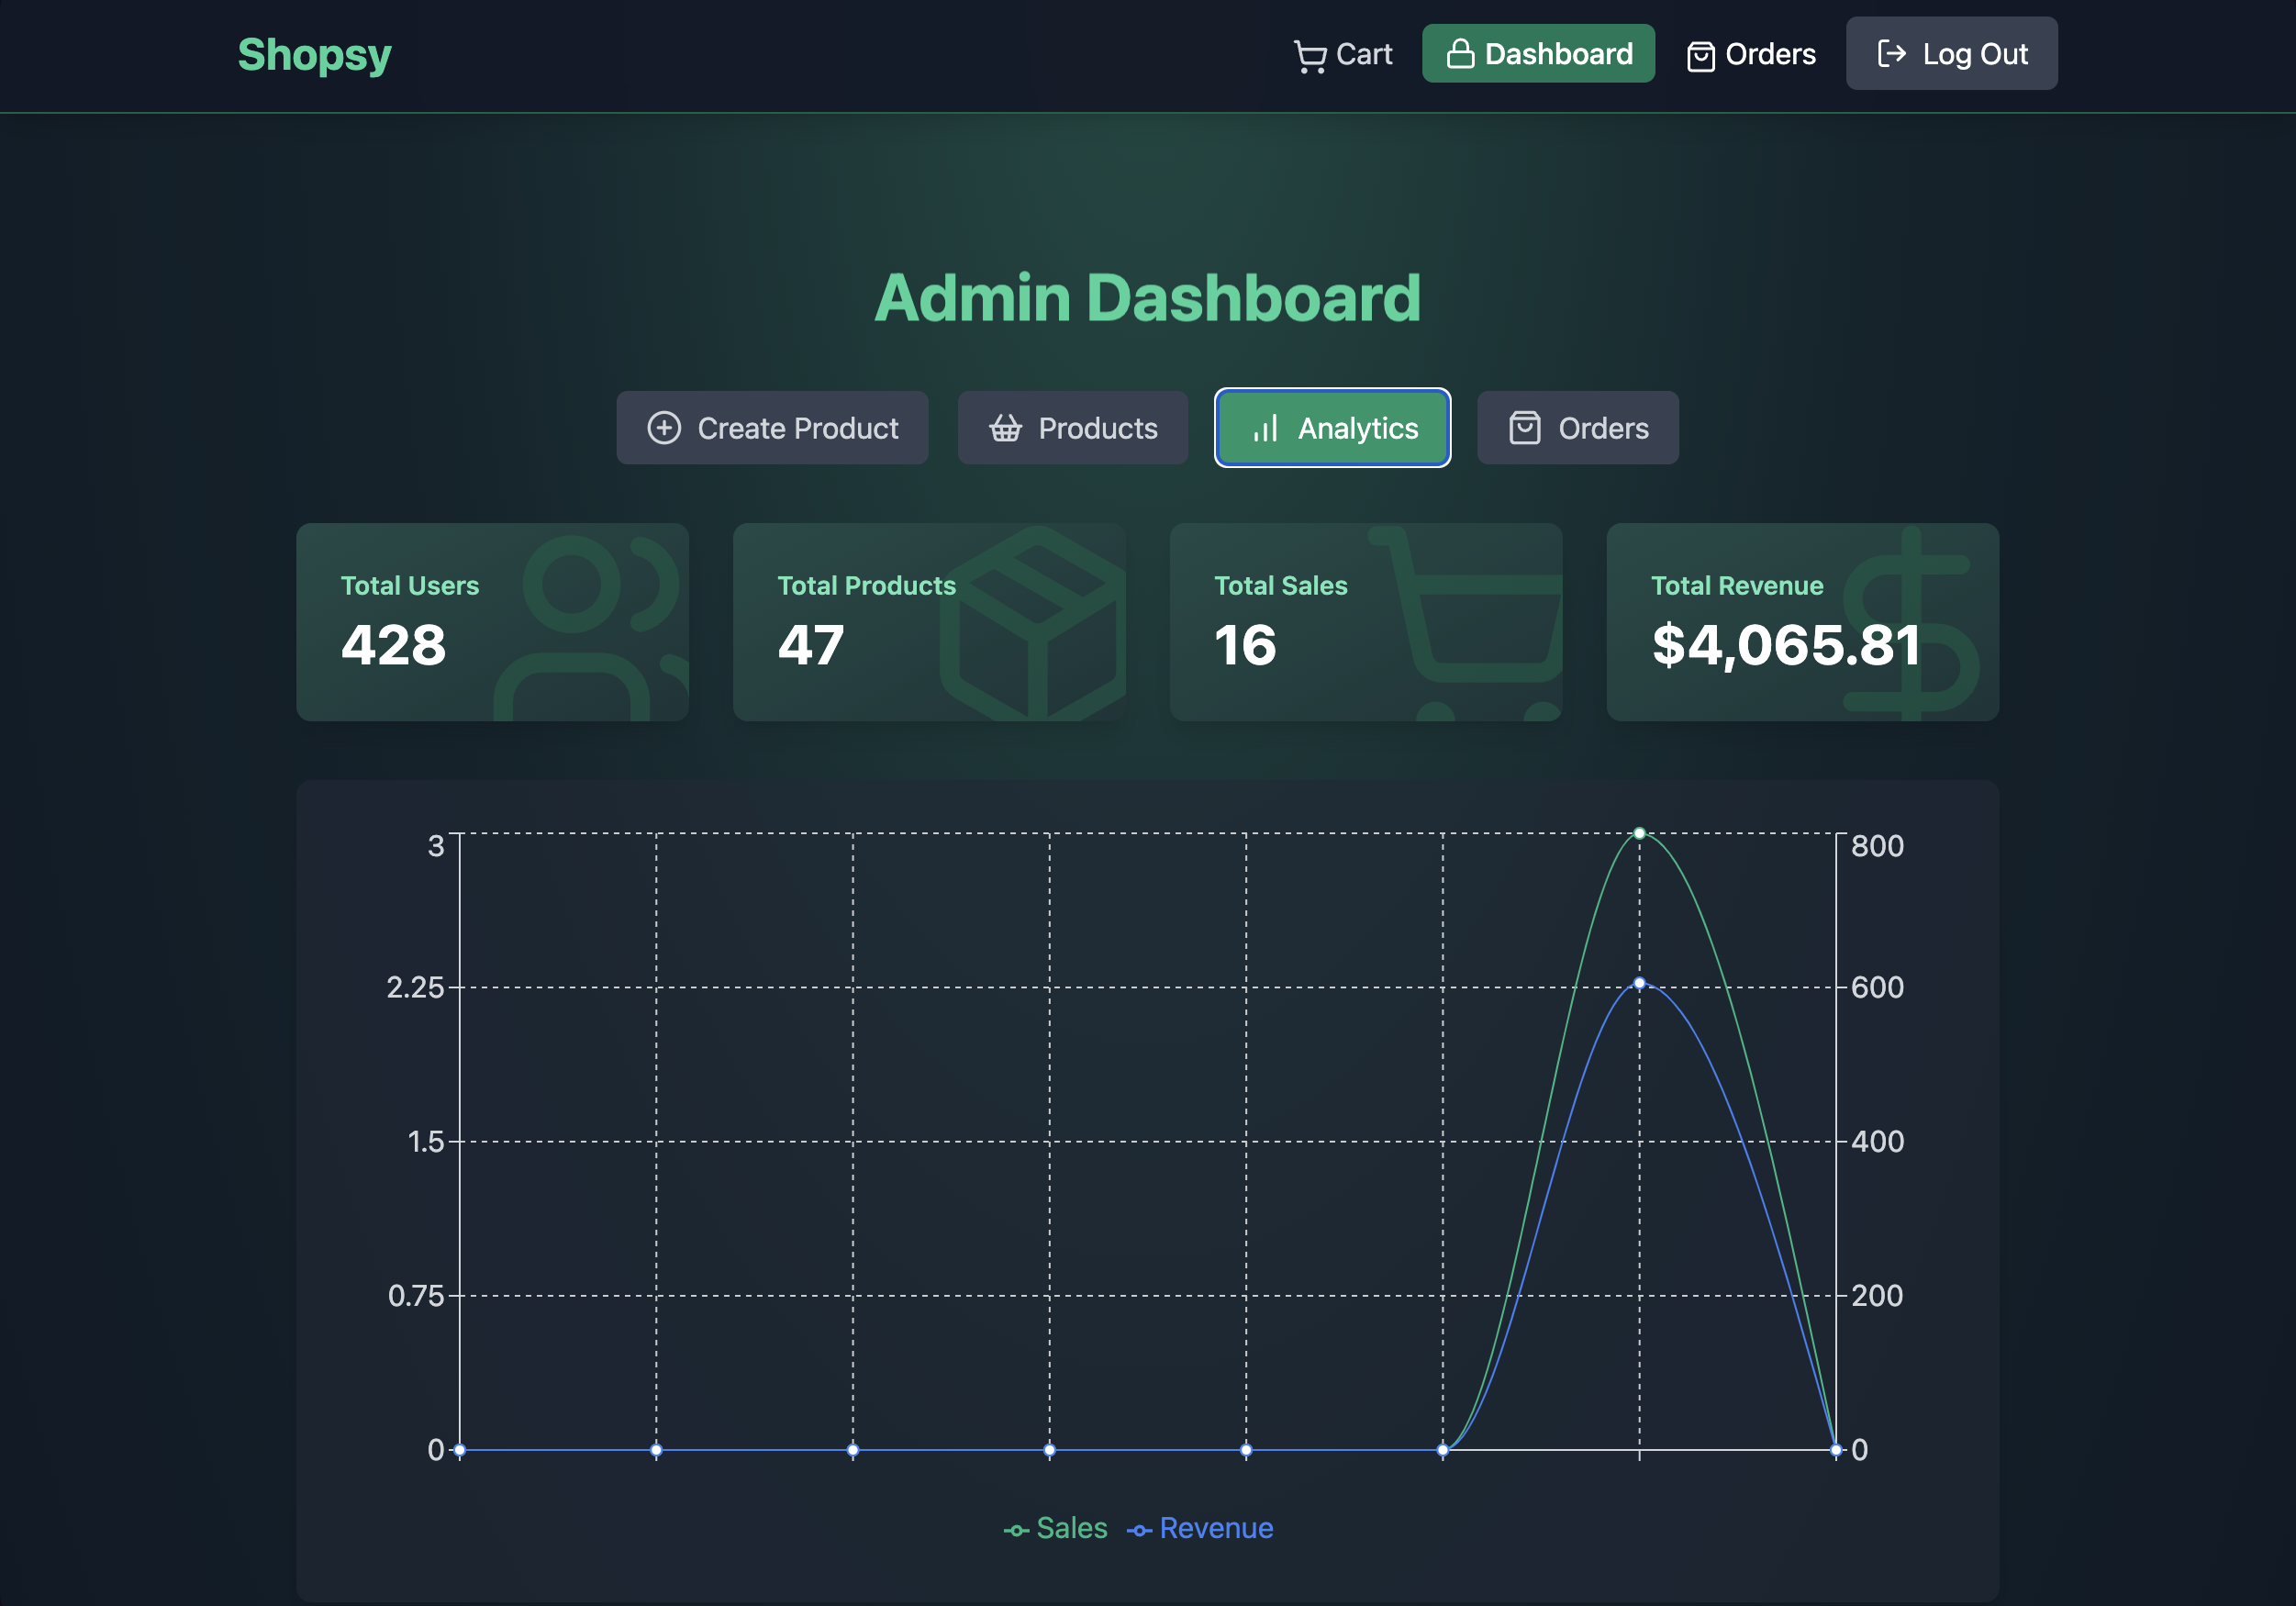 Shopsy
Cart
Dashboard
Orders
Log Out
Admin Dashboard
Create Product
Products
Analytics
Orders
Total Users
428
Total Products
47
Total Sales
16
Total Revenue
$4,065.81
3
2.25
1.5
0.75
0
800
600
400
200
0
Sales
Revenue